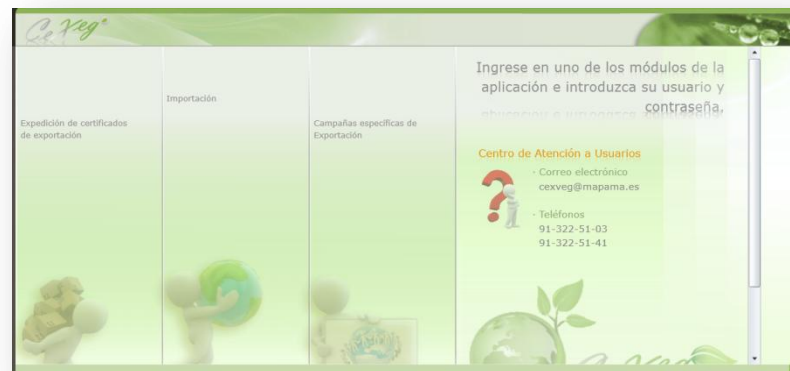 CeXveg
Expedición de certificados
de exportación
Importación
Campañas específicas de
Exportación
Ingrese en uno de los módulos de la
aplicación e introduzca su usuario y
contraseña.
Centro de Atención a Usuarios
· Correo electrónico
cexveg@mapama.es
· Teléfonos
91-322-51-03
91-322-51-41